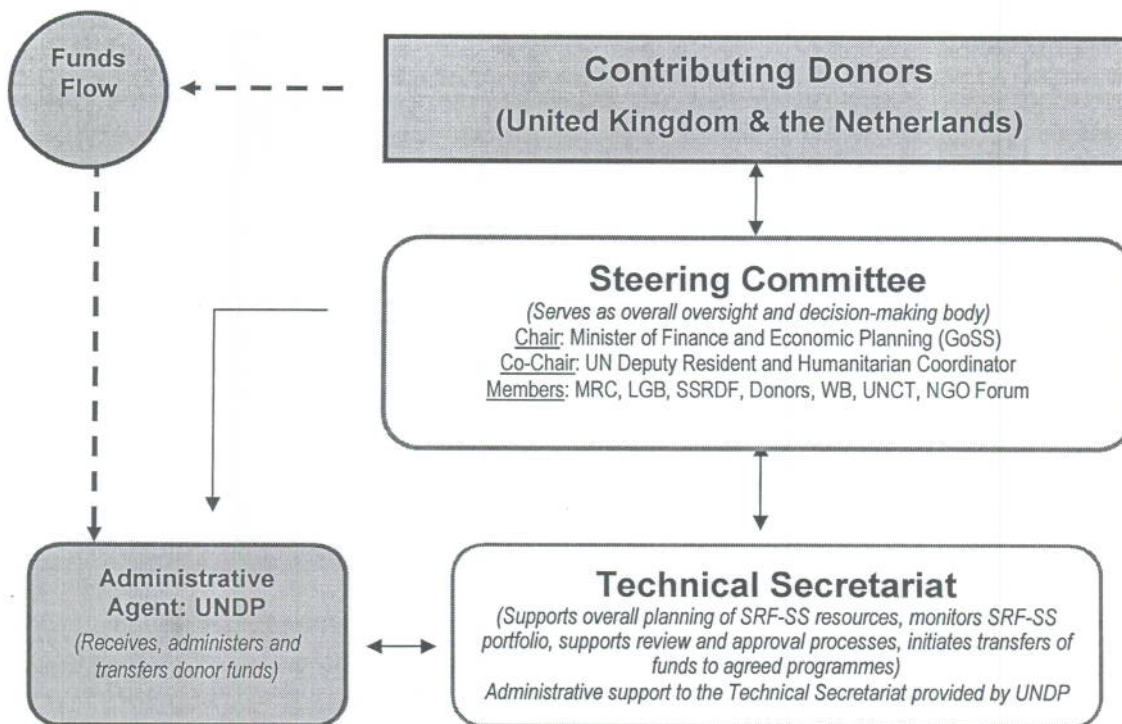 Funds
Flow
Contributing Donors
(United Kingdom & the Netherlands)
Steering Committee
(Serves as overall oversight and decision-making body)
Chair: Minister of Finance and Economic Planning (GoSS)
Co-Chair: UN Deputy Resident and Humanitarian Coordinator
Members: MRC, LGB, SSRDF, Donors, WB, UNCT, NGO Forum
Administrative
Agent: UNDP
(Receives, administers and
transfers donor funds)
Technical Secretariat
(Supports overall planning of SRF-SS resources, monitors SRF-SS
portfolio, supports review and approval processes, initiates transfers of
funds to agreed programmes)
Administrative support to the Technical Secretariat provided by UNDP